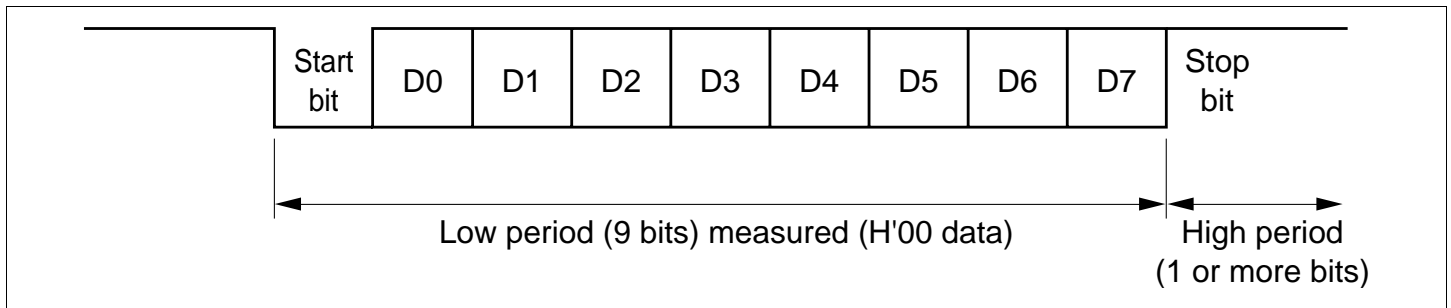 Start bit
D0 D1 D2 D3 D4 D5 D6 D7
Stop bit
Low period (9 bits) measured (H'00 data)
High period
(1 or more bits)